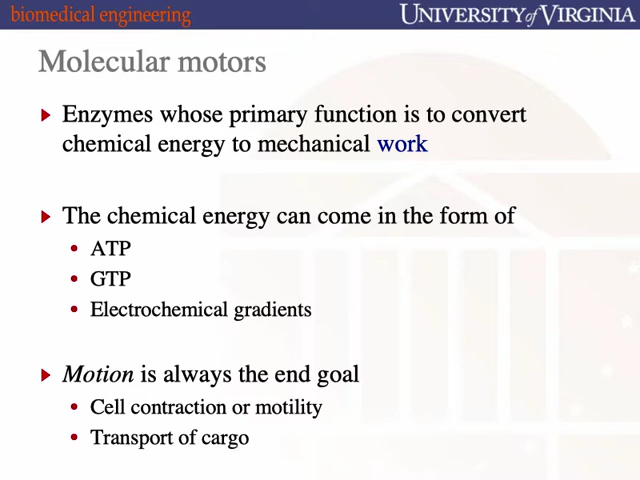 biomedical engineering
UNIVERSITY of VIRGINIA
Molecular motors
Enzymes whose primary function is to convert
chemical energy to mechanical work
The chemical energy can come in the form of
ATP
GTP
Electrochemical gradients
Motion is always the end goal
Cell contraction or motility
Transport of cargo